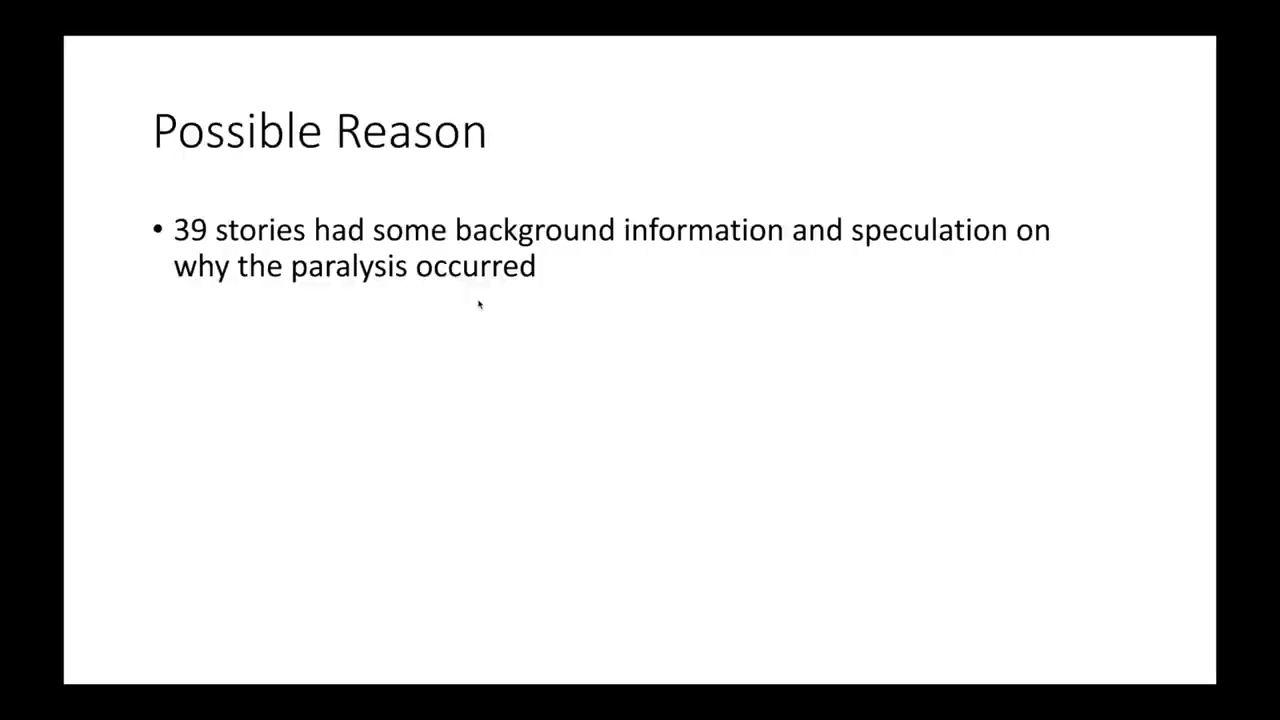 Possible Reason
• 39 stories had some background information and speculation on
why the paralysis occurred